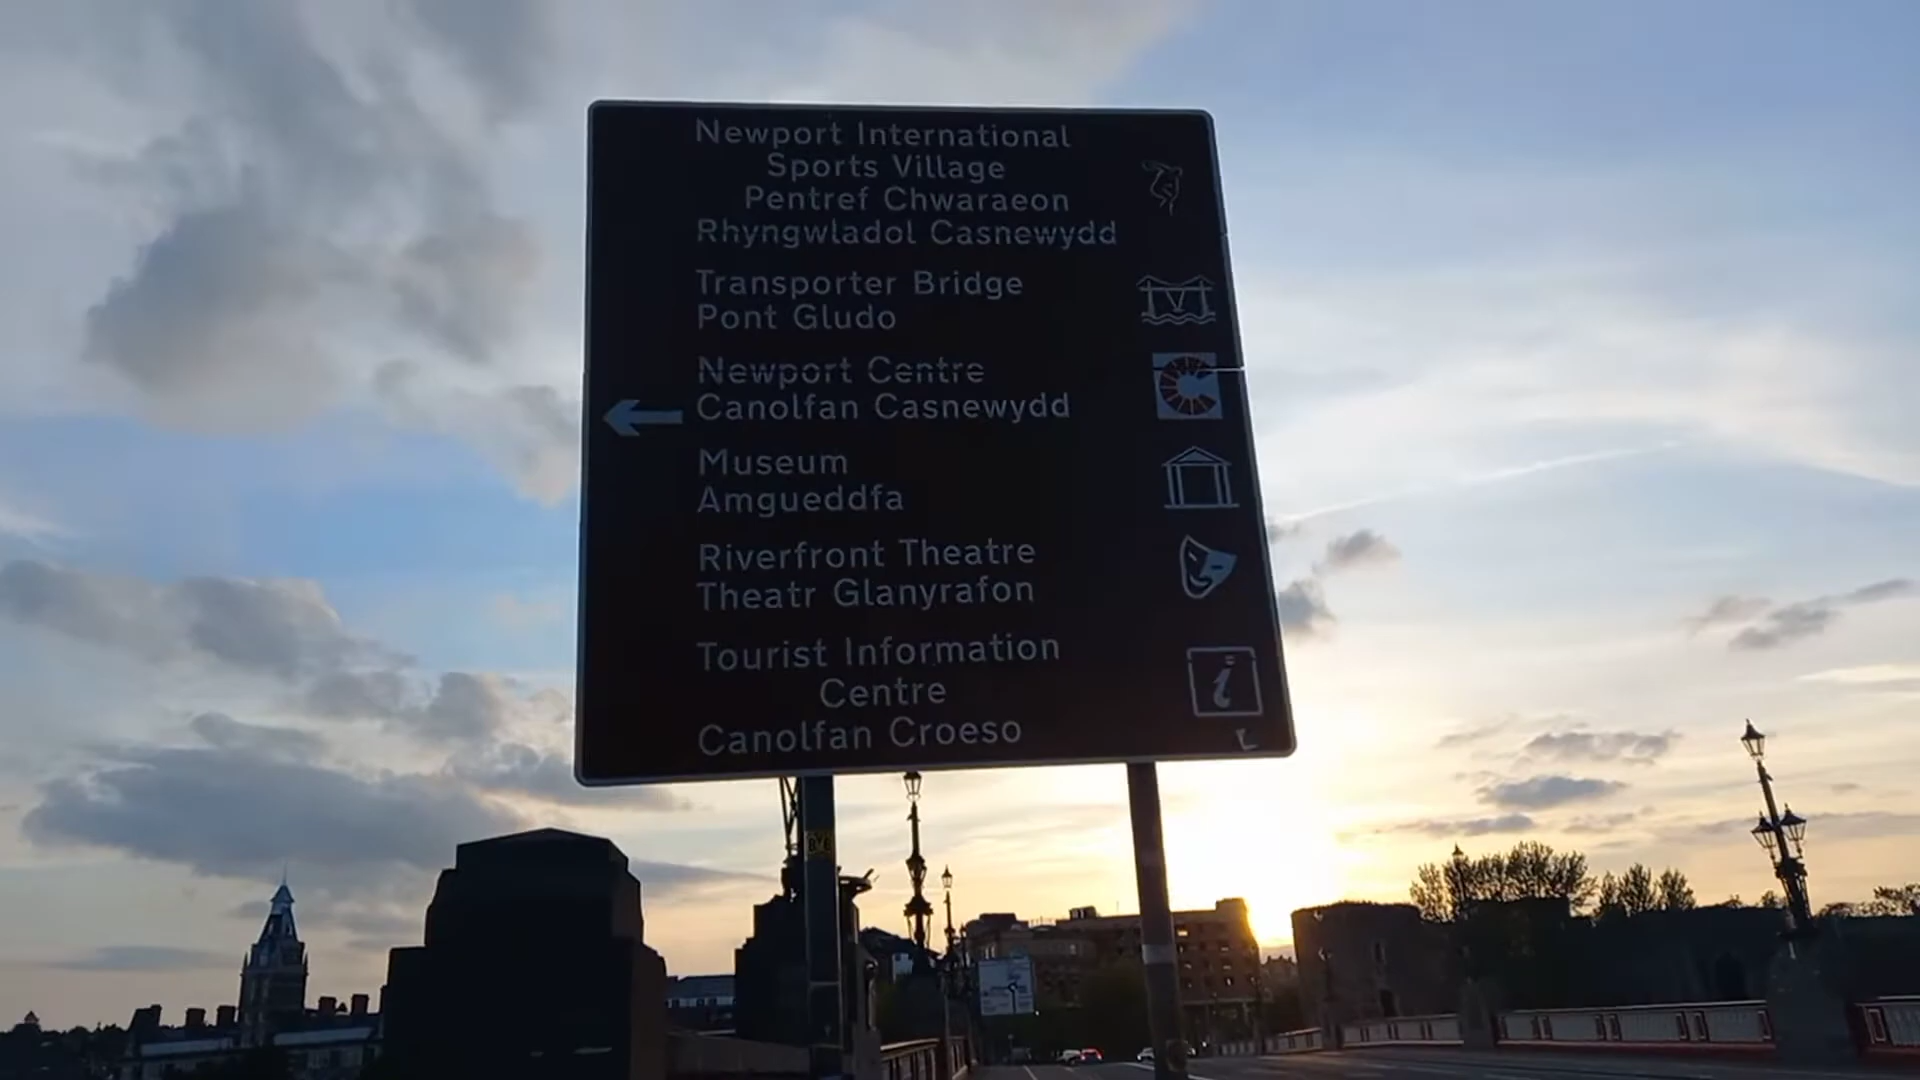 Newport International
Sports Village
Pentref Chwaraeon
Rhyngwladol Casnewydd
Transporter Bridge
Pont Gludo
Newport Centre
Canolfan Casnewydd
Museum
Amgueddfa
Riverfront Theatre
Theatr Glanyrafon
Tourist Information
Centre
Canolfan Croeso
i